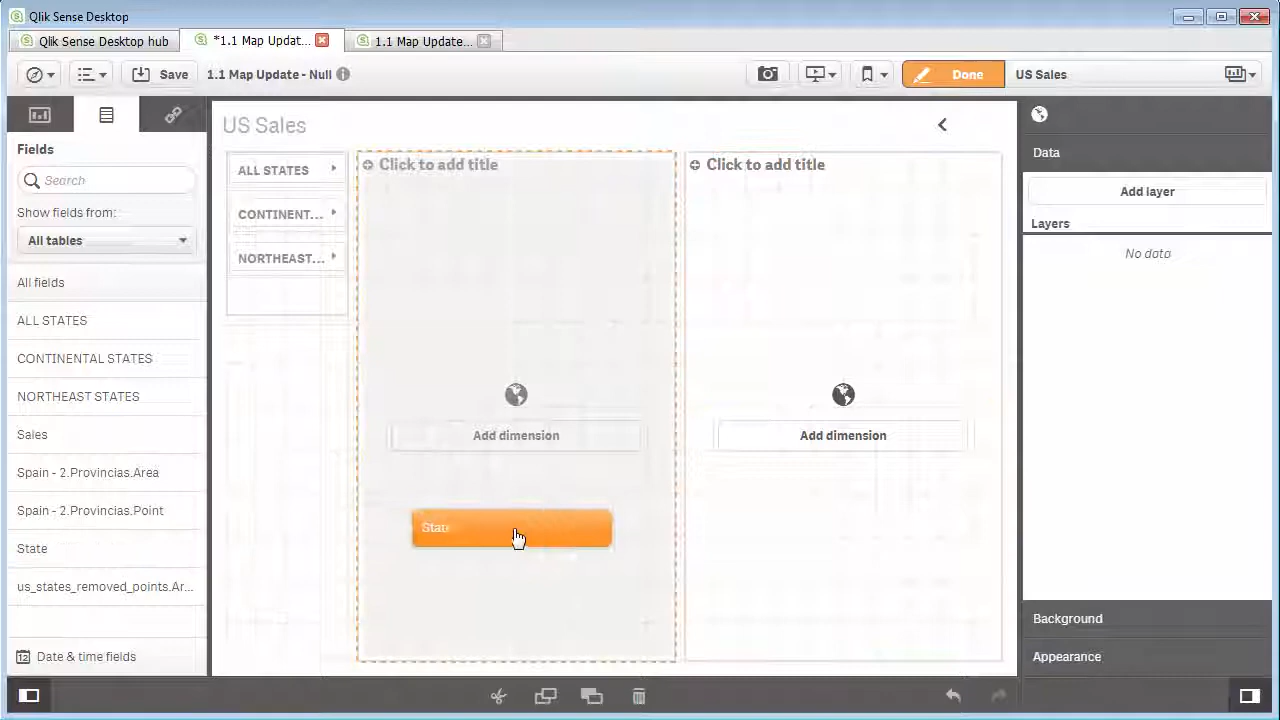 Qlik Sense Desktop
Qlik Sense Desktop hub
*1.1 Map Updat...
1.1 Map Update...
Save
1.1 Map Update - Null
Done
US Sales
Fields
Search
Show fields from:
All tables
All fields
ALL STATES
CONTINENTAL STATES
NORTHEAST STATES
Sales
Spain - 2.Provincias.Area
Spain - 2.Provincias.Point
State
us_states_removed_points.Ar...
12 Date & time fields
US Sales
ALL STATES
CONTINENT...
NORTHEAST...
Click to add title
Add dimension
Click to add title
Add dimension
Data
Add layer
Layers
No data
Background
Appearance